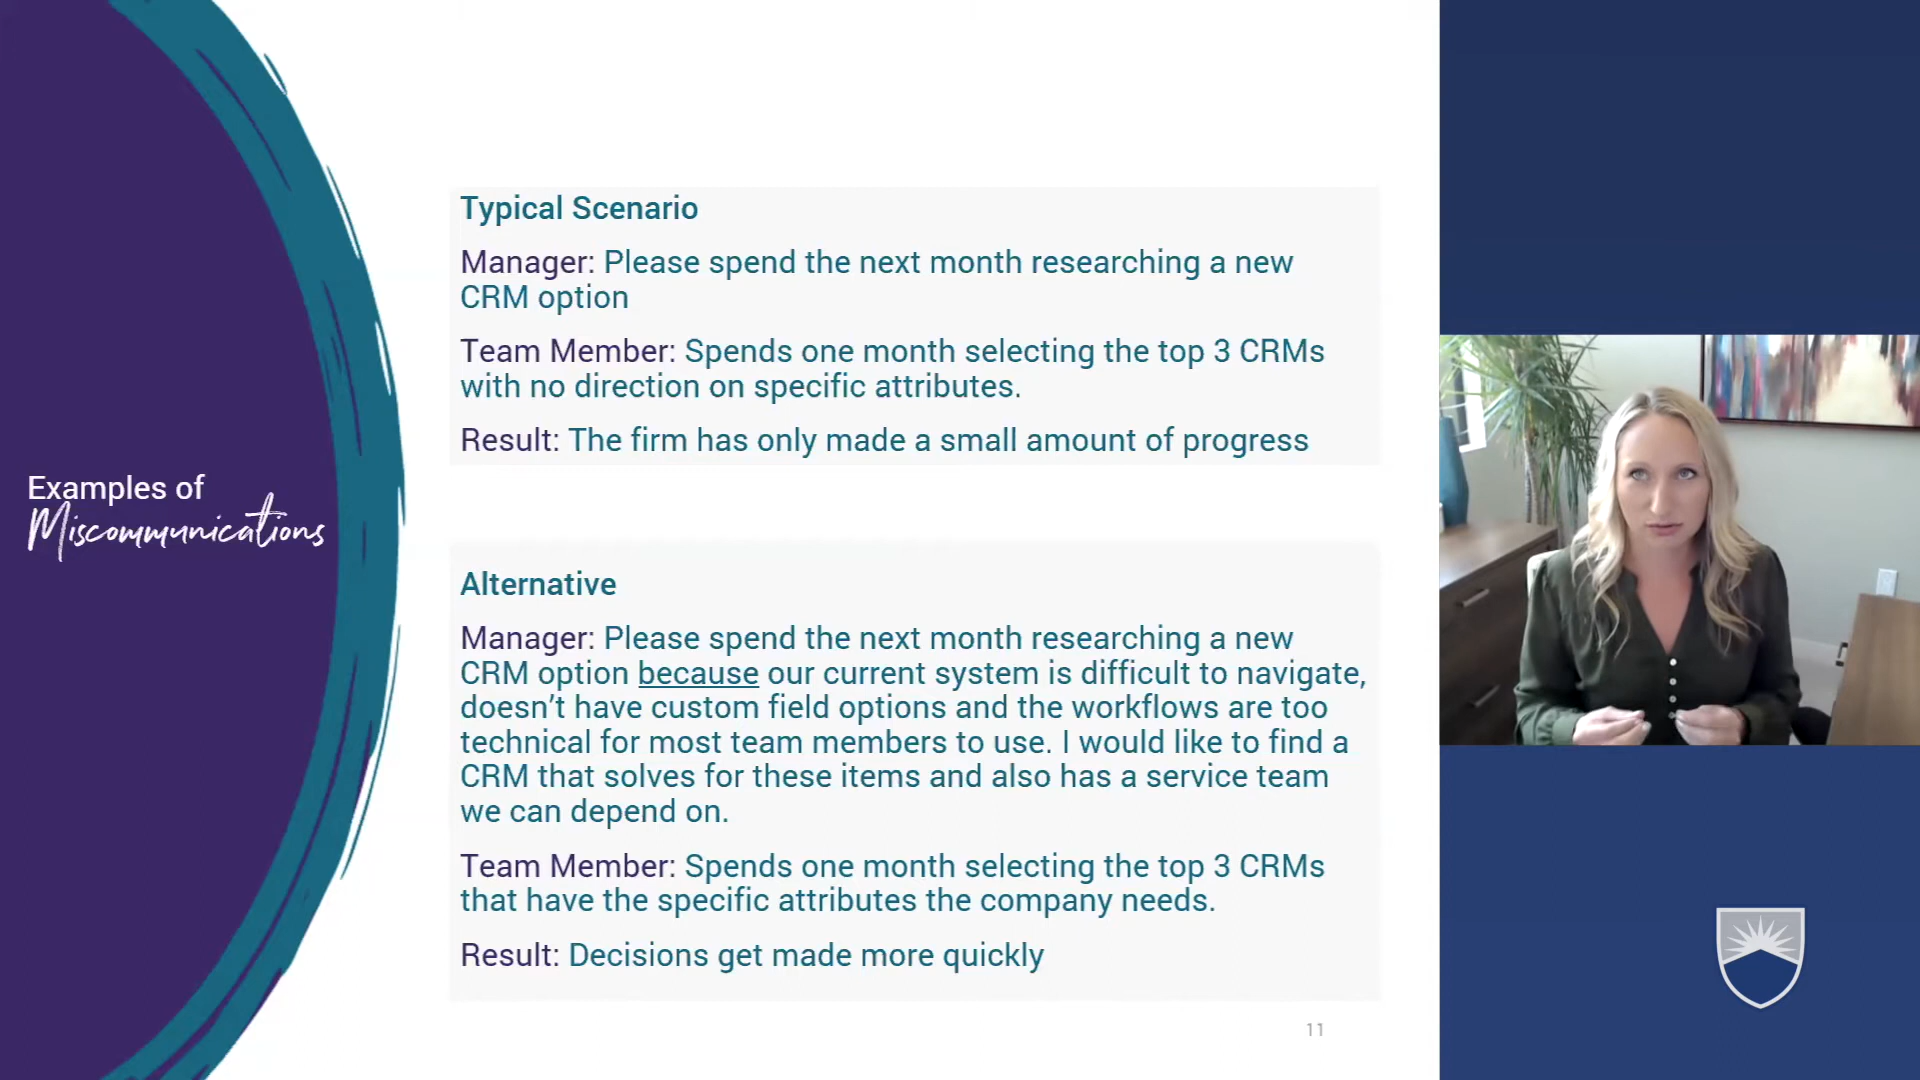 Examples of
Miscommunications
Typical Scenario
Manager: Please spend the next month researching a new
CRM option
Team Member: Spends one month selecting the top 3 CRMs
with no direction on specific attributes.
Result: The firm has only made a small amount of progress
Alternative
Manager: Please spend the next month researching a new
CRM option because our current system is difficult to navigate,
doesn’t have custom field options and the workflows are too
technical for most team members to use. I would like to find a
CRM that solves for these items and also has a service team
we can depend on.
Team Member: Spends one month selecting the top 3 CRMs
that have the specific attributes the company needs.
Result: Decisions get made more quickly
11